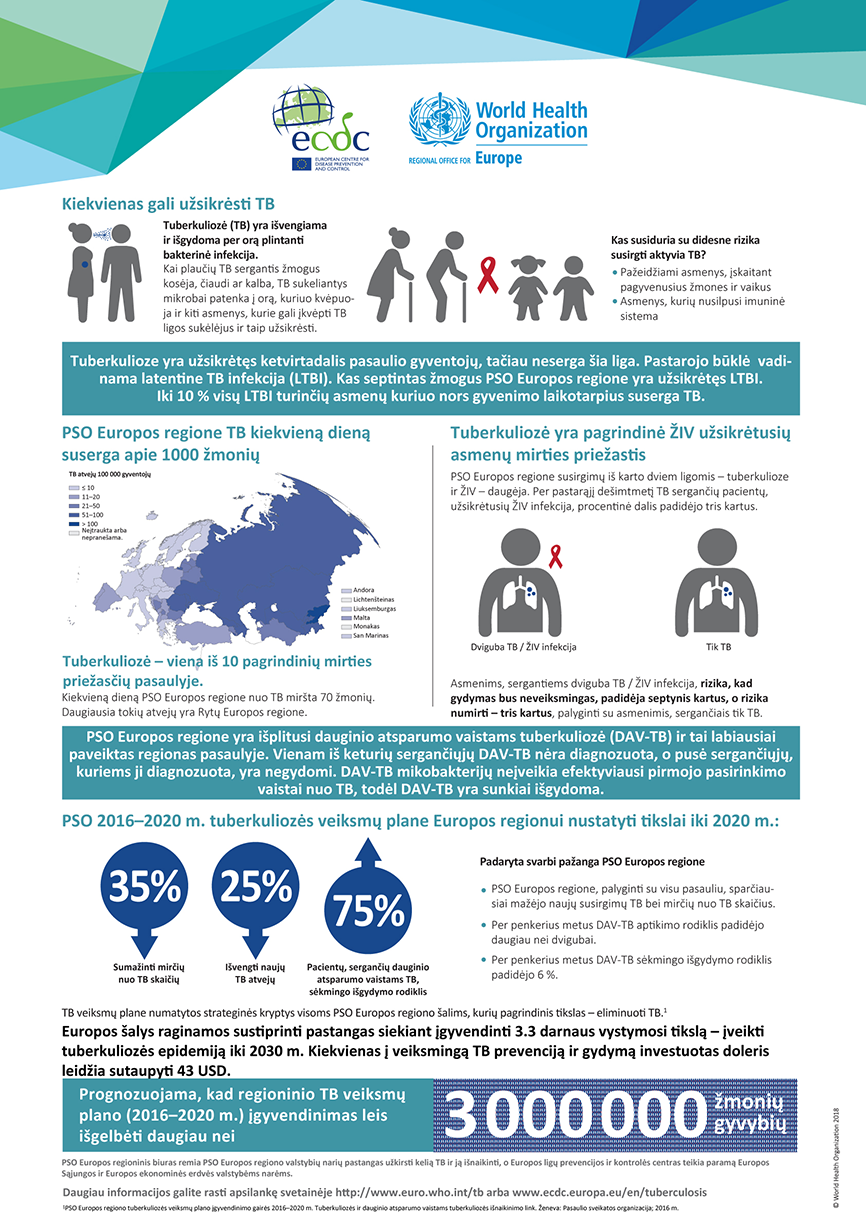 ecdc
EUROPEAN CENTRE FOR
DISEASE PREVENTION
AND CONTROL
World Health
Organization
REGIONAL OFFICE FOR Europe
Kiekvienas gali užsikrėsti TB
Tuberkuliozė (TB) yra išvengiama
ir išgydoma per orą plintanti
bakterinė infekcija.
Kai plaučių TB sergantis žmogus
kosėja, čiaudi ar kalba, TB sukeliantys
mikrobai patenka į orą, kuriuo kvėpuo-
ja ir kiti asmenys, kurie gali įkvėpti TB
ligos sukėlėjus ir taip užsikrėsti.
Kas susiduria su didesne rizika
susirgti aktyvia TB?
• Pažeidžiami asmenys, įskaitant
pagyvenusius žmones ir vaikus
• Asmenys, kurių nusilpusi imuninė
sistema
Tuberkulioze yra užsikrėtęs ketvirtadalis pasaulio gyventojų, tačiau neserga šia liga. Pastarojo būklė vadi-
nama latentine TB infekcija (LTBI). Kas septintas žmogus PSO Europos regione yra užsikrėtęs LTBI.
Iki 10 % visų LTBI turinčių asmenų kuriuo nors gyvenimo laikotarpius suserga TB.
PSO Europos regione TB kiekvieną dieną
suserga apie 1000 žmonių
TB atvejų 100 000 gyventojų
≤ 10
11–20
21–50
51–100
> 100
Neįtraukta arba
nepranešama.
Andora
Lichtenšteinas
Liuksemburgas
Malta
Monakas
San Marinas
Tuberkuliozė – viena iš 10 pagrindinių mirties
priežasčių pasaulyje.
Kiekvieną dieną PSO Europos regione nuo TB miršta 70 žmonių.
Daugiausia tokių atvejų yra Rytų Europos regione.
Tuberkuliozė yra pagrindinė ŽIV užsikrėtusių
asmenų mirties priežastis
PSO Europos regione susirgimų iš karto dviem ligomis – tuberkulioze
ir ŽIV – daugėja. Per pastarąjį dešimtmetį TB sergančių pacientų,
užsikrėtusių ŽIV infekcija, procentinė dalis padidėjo tris kartus.
Dviguba TB / ŽIV infekcija
Tik TB
Asmenims, sergantiems dviguba TB / ŽIV infekcija, rizika, kad
gydymas bus neveiksmingas, padidėja septynis kartus, o rizika
numirti – tris kartus, palyginti su asmenimis, sergančiais tik TB.
PSO Europos regione yra išplitusi dauginio atsparumo vaistams tuberkuliozė (DAV-TB) ir tai labiausiai
paveiktas regionas pasaulyje. Vienam iš keturių sergančiųjų DAV-TB nėra diagnozuota, o pusė sergančiųjų,
kuriems ji diagnozuota, yra negydomi. DAV-TB mikobakterijų neįveikia efektyviausi pirmojo pasirinkimo
vaistai nuo TB, todėl DAV-TB yra sunkiai išgydoma.
PSO 2016–2020 m. tuberkuliozės veiksmų plane Europos regionui nustatyti tikslai iki 2020 m.:
35%
Sumažinti mirčių
nuo TB skaičių
25%
Išvengti naujų
TB atvejų
75%
Pacientų, sergančių dauginio
atsparumo vaistams TB,
sėkmingo išgydymo rodiklis
Padaryta svarbi pažanga PSO Europos regione
• PSO Europos regione, palyginti su visu pasauliu, sparčiau-
siai mažėjo naujų susirgimų TB bei mirčių nuo TB skaičius.
• Per penkerius metus DAV-TB aptikimo rodiklis padidėjo
daugiau nei dvigubai.
• Per penkerius metus DAV-TB sėkmingo išgydymo rodiklis
padidėjo 6 %.
TB veiksmų plane numatytos strateginės kryptys visoms PSO Europos regiono šalims, kurių pagrindinis tikslas – eliminuoti TB.¹
Europos šalys raginamos sustiprinti pastangas siekiant įgyvendinti 3.3 darnaus vystymosi tikslą – įveikti
tuberkuliozės epidemiją iki 2030 m. Kiekvienas į veiksmingą TB prevenciją ir gydymą investuotas doleris
leidžia sutaupyti 43 USD.
Prognozuojama, kad regioninio TB veiksmų
plano (2016–2020 m.) įgyvendinimas leis
išgelbėti daugiau nei
3 000 000 žmonių
gyvybių
PSO Europos regioninis biuras remia PSO Europos regiono valstybių narių pastangas užkirsti kelią TB ir ją išnaikinti, o Europos ligų prevencijos ir kontrolės centras teikia paramą Europos
Sąjungos ir Europos ekonominės erdvės valstybėms narėms.
Daugiau informacijos galite rasti apsilankę svetainėje http://www.euro.who.int/tb arba www.ecdc.europa.eu/en/tuberculosis
¹PSO Europos regiono tuberkuliozės veiksmų plano įgyvendinimo gairės 2016–2020 m. Tuberkuliozės ir dauginio atsparumo vaistams tuberkuliozės išnaikinimo link. Ženeva: Pasaulio sveikatos organizacija; 2016 m.
© World Health Organization 2018